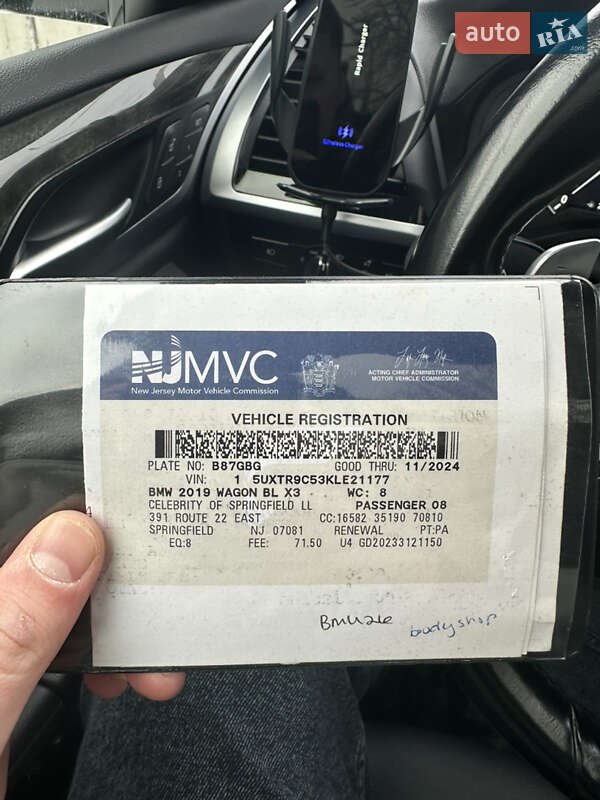 auto RIA .com
Rapid Charger
Wireless Charger
NJMVC
New Jersey Motor Vehicle Commission
ACTING CHIEF ADMINISTRATOR
MOTOR VEHICLE COMMISSION
VEHICLE REGISTRATION
PLATE NO: B87GBG GOOD THRU: 11/2024
VIN: 1 5UXTR9C53KLE21177
BMW 2019 WAGON BL X3 WC: 8
CELEBRITY OF SPRINGFIELD LL PASSENGER 08
391 ROUTE 22 EAST CC:16582 35190 70810
SPRINGFIELD NJ 07081 RENEWAL PT:PA
EQ:8 FEE: 71.50 U4 GD20233121150
bodyshop